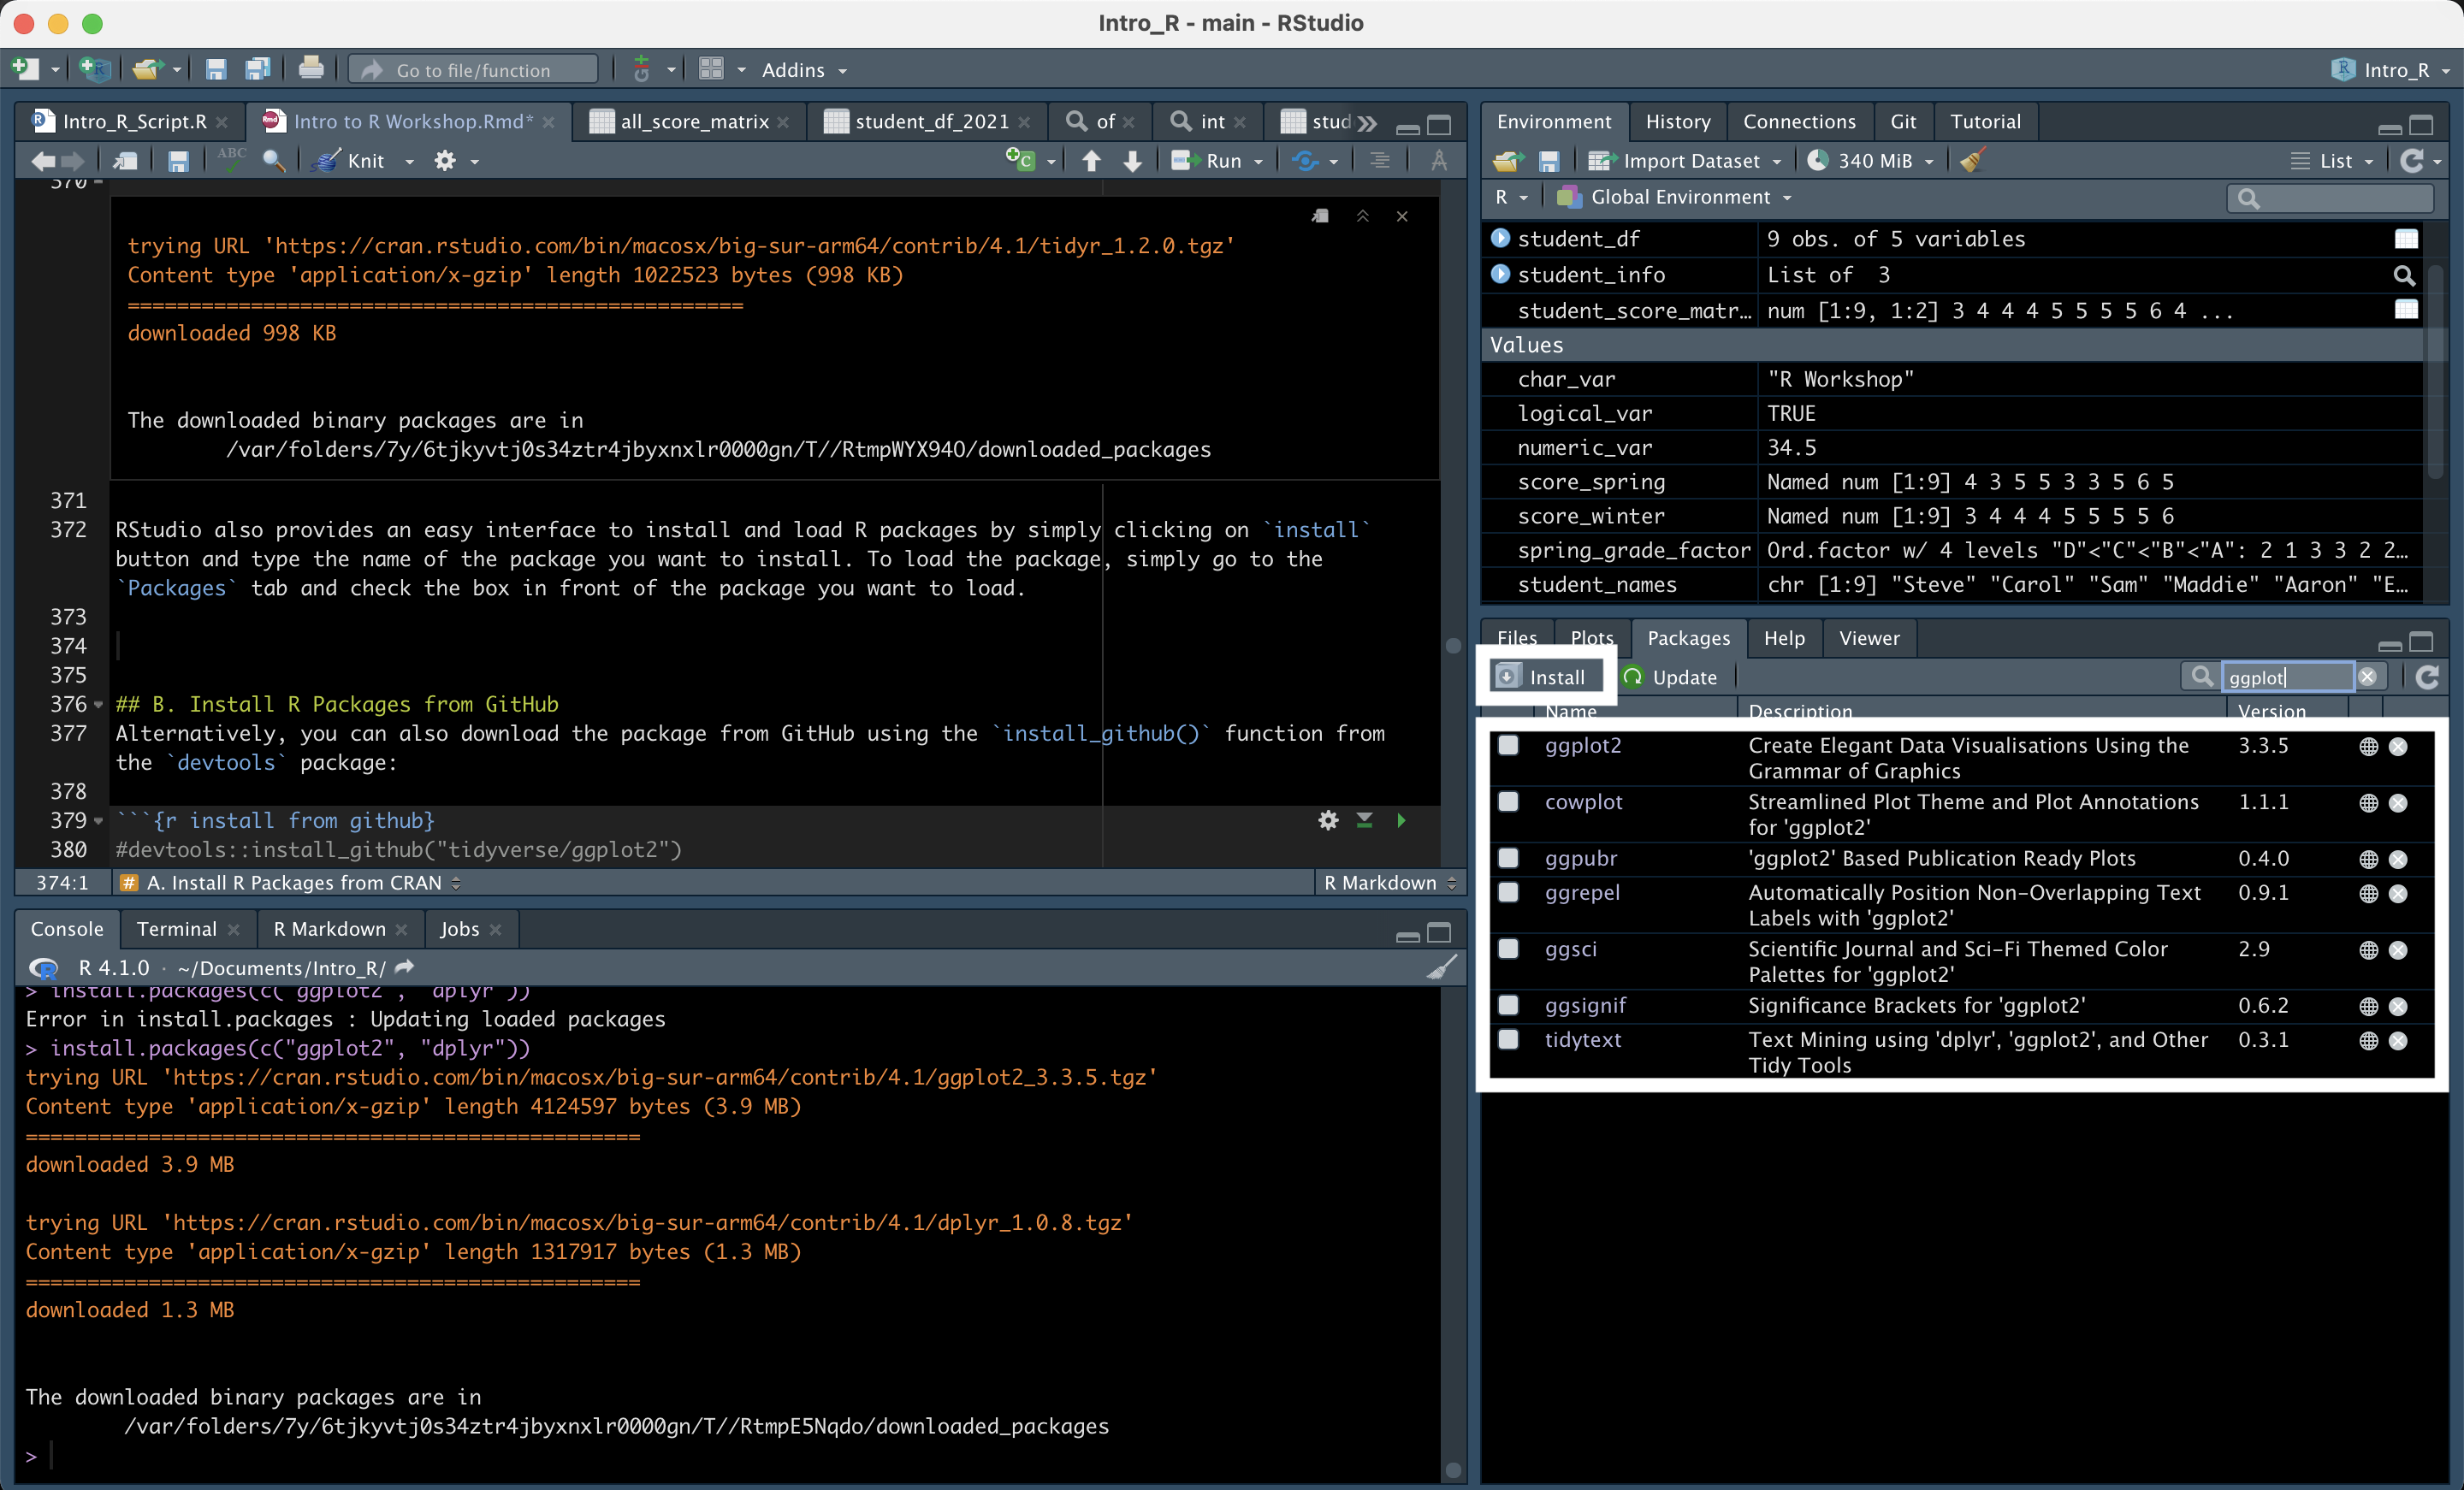 Intro_R - main - RStudio
Go to file/function
Addins
Intro_R
Intro_R_Script.R
Intro to R Workshop.Rmd*
all_score_matrix
student_df_2021
of
int
stud
ABC
Knit
Run
370
trying URL 'https://cran.rstudio.com/bin/macosx/big-sur-arm64/contrib/4.1/tidyr_1.2.0.tgz'
Content type 'application/x-gzip' length 1022523 bytes (998 KB)
==================================================
downloaded 998 KB
The downloaded binary packages are in
/var/folders/7y/6tjkyvtj0s34ztr4jbyxnxlr0000gn/T//RtmpWYX94O/downloaded_packages
371
372 RStudio also provides an easy interface to install and load R packages by simply clicking on `install`
button and type the name of the package you want to install. To load the package, simply go to the
`Packages` tab and check the box in front of the package you want to load.
373
374
375
376 ## B. Install R Packages from GitHub
377 Alternatively, you can also download the package from GitHub using the `install_github()` function from
the `devtools` package:
378
379 ```{r install from github}
380 #devtools::install_github("tidyverse/ggplot2")
374:1 # A. Install R Packages from CRAN R Markdown
Console Terminal R Markdown Jobs
R 4.1.0 · ~/Documents/Intro_R/
> install.packages(c("ggplot2", "dplyr"))
Error in install.packages : Updating loaded packages
> install.packages(c("ggplot2", "dplyr"))
trying URL 'https://cran.rstudio.com/bin/macosx/big-sur-arm64/contrib/4.1/ggplot2_3.3.5.tgz'
Content type 'application/x-gzip' length 4124597 bytes (3.9 MB)
==================================================
downloaded 3.9 MB
trying URL 'https://cran.rstudio.com/bin/macosx/big-sur-arm64/contrib/4.1/dplyr_1.0.8.tgz'
Content type 'application/x-gzip' length 1317917 bytes (1.3 MB)
==================================================
downloaded 1.3 MB
The downloaded binary packages are in
/var/folders/7y/6tjkyvtj0s34ztr4jbyxnxlr0000gn/T//RtmpE5Nqdo/downloaded_packages
>
Environment History Connections Git Tutorial
Import Dataset 340 MiB List
R Global Environment
student_df 9 obs. of 5 variables
student_info List of 3
student_score_matr… num [1:9, 1:2] 3 4 4 4 5 5 5 5 6 4 ...
Values
char_var "R Workshop"
logical_var TRUE
numeric_var 34.5
score_spring Named num [1:9] 4 3 5 5 3 3 5 6 5
score_winter Named num [1:9] 3 4 4 4 5 5 5 5 6
spring_grade_factor Ord.factor w/ 4 levels "D"<"C"<"B"<"A": 2 1 3 3 2 2…
student_names chr [1:9] "Steve" "Carol" "Sam" "Maddie" "Aaron" "E…
Files Plots Packages Help Viewer
Install Update ggplot
Name Description Version
ggplot2 Create Elegant Data Visualisations Using the 3.3.5
Grammar of Graphics
cowplot Streamlined Plot Theme and Plot Annotations 1.1.1
for 'ggplot2'
ggpubr 'ggplot2' Based Publication Ready Plots 0.4.0
ggrepel Automatically Position Non-Overlapping Text 0.9.1
Labels with 'ggplot2'
ggsci Scientific Journal and Sci-Fi Themed Color 2.9
Palettes for 'ggplot2'
ggsignif Significance Brackets for 'ggplot2' 0.6.2
tidytext Text Mining using 'dplyr', 'ggplot2', and Other 0.3.1
Tidy Tools